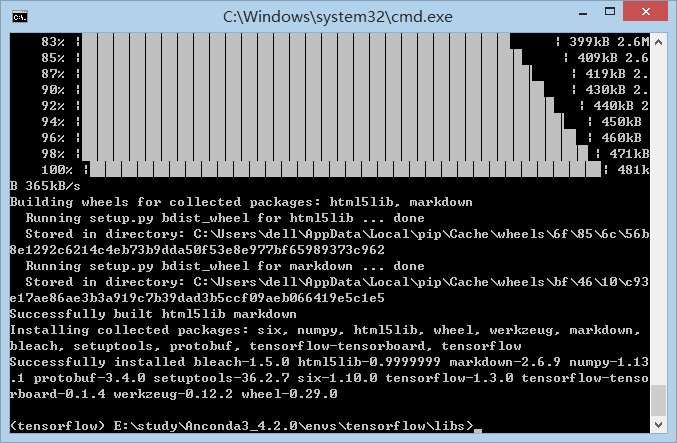 C:\Windows\system32\cmd.exe
83% | | 399kB 2.6M
85% | | 409kB 2.6
87% | | 419kB 2.
90% | | 430kB 2.
92% | | 440kB 2
94% | | 450kB
96% | | 460kB
98% | | 471kB
100% | | 481k
B 365kB/s
Building wheels for collected packages: html5lib, markdown
Running setup.py bdist_wheel for html5lib ... done
Stored in directory: C:\Users\dell\AppData\Local\pip\Cache\wheels\6f\85\6c\56b
8e1292c6214c4eb73b9dda50f53e8e977bf65989373c962
Running setup.py bdist_wheel for markdown ... done
Stored in directory: C:\Users\dell\AppData\Local\pip\Cache\wheels\bf\46\10\c93
e17ae86ae3b3a919c7b39dad3b5ccf09aeb066419e5c1e5
Successfully built html5lib markdown
Installing collected packages: six, numpy, html5lib, wheel, werkzeug, markdown,
bleach, setuptools, protobuf, tensorflow-tensorboard, tensorflow
Successfully installed bleach-1.5.0 html5lib-0.9999999 markdown-2.6.9 numpy-1.13
.1 protobuf-3.4.0 setuptools-36.2.7 six-1.10.0 tensorflow-1.3.0 tensorflow-tenso
rboard-0.1.4 werkzeug-0.12.2 wheel-0.29.0
(tensorflow) E:\study\Anconda3_4.2.0\envs\tensorflow\libs>